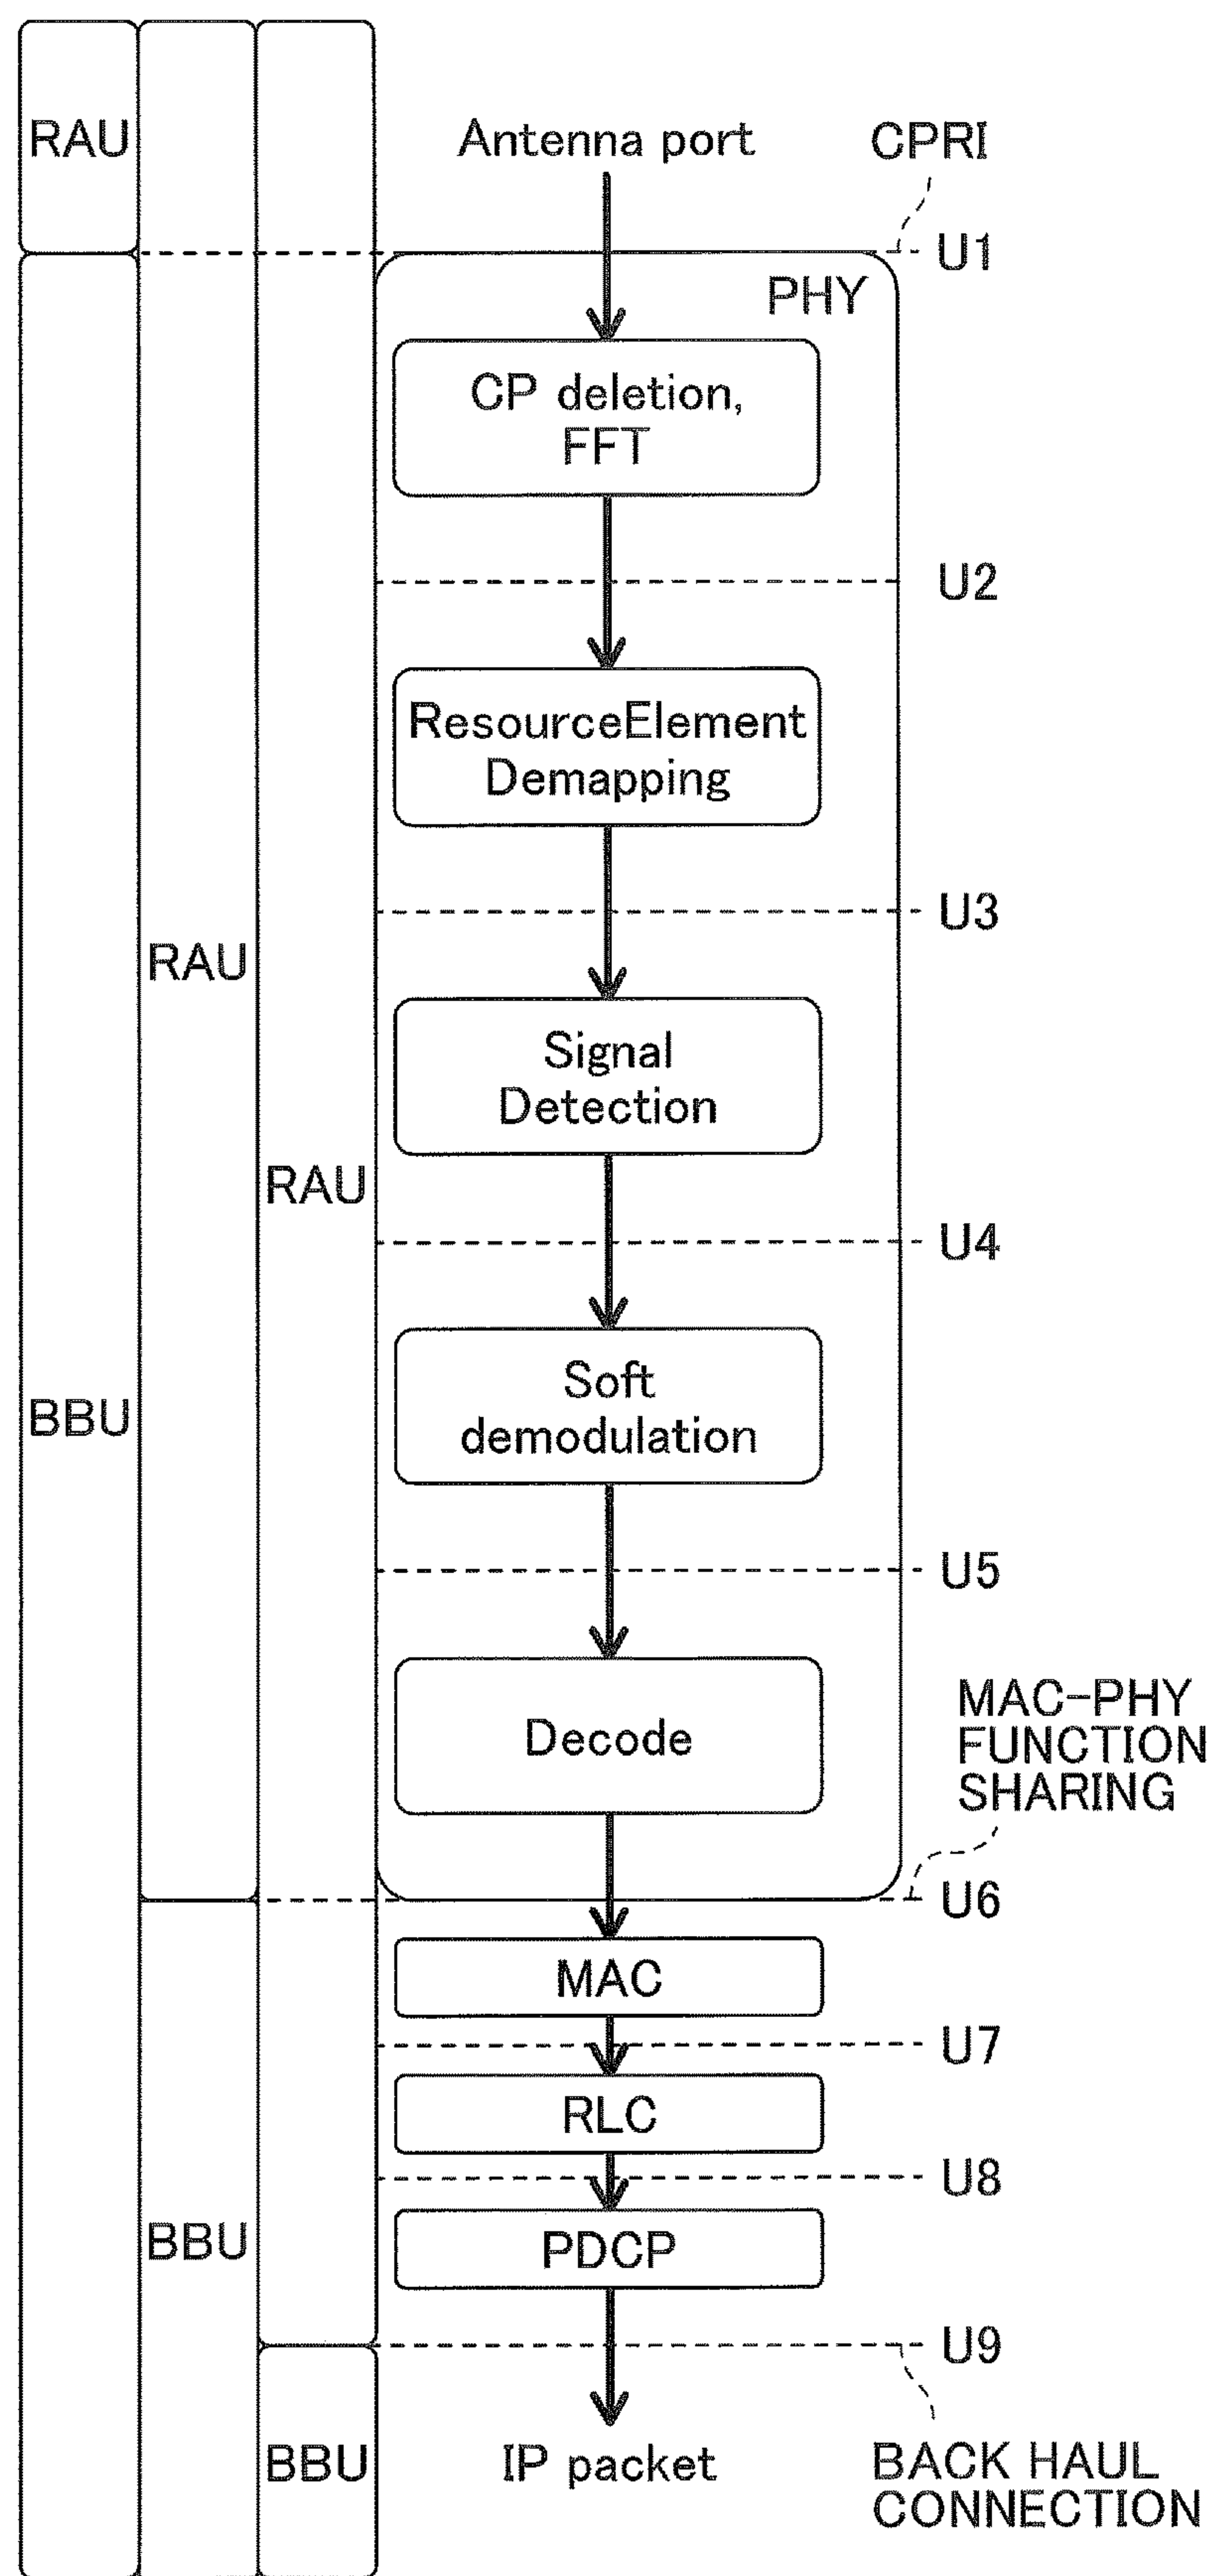 RAU
Antenna port
CPRI
U1
PHY
CP deletion,
FFT
U2
ResourceElement
Demapping
U3
RAU
Signal
Detection
RAU
U4
Soft
demodulation
BBU
U5
Decode
MAC-PHY
FUNCTION
SHARING
U6
MAC
U7
RLC
U8
BBU
PDCP
U9
BBU
IP packet
BACK HAUL
CONNECTION